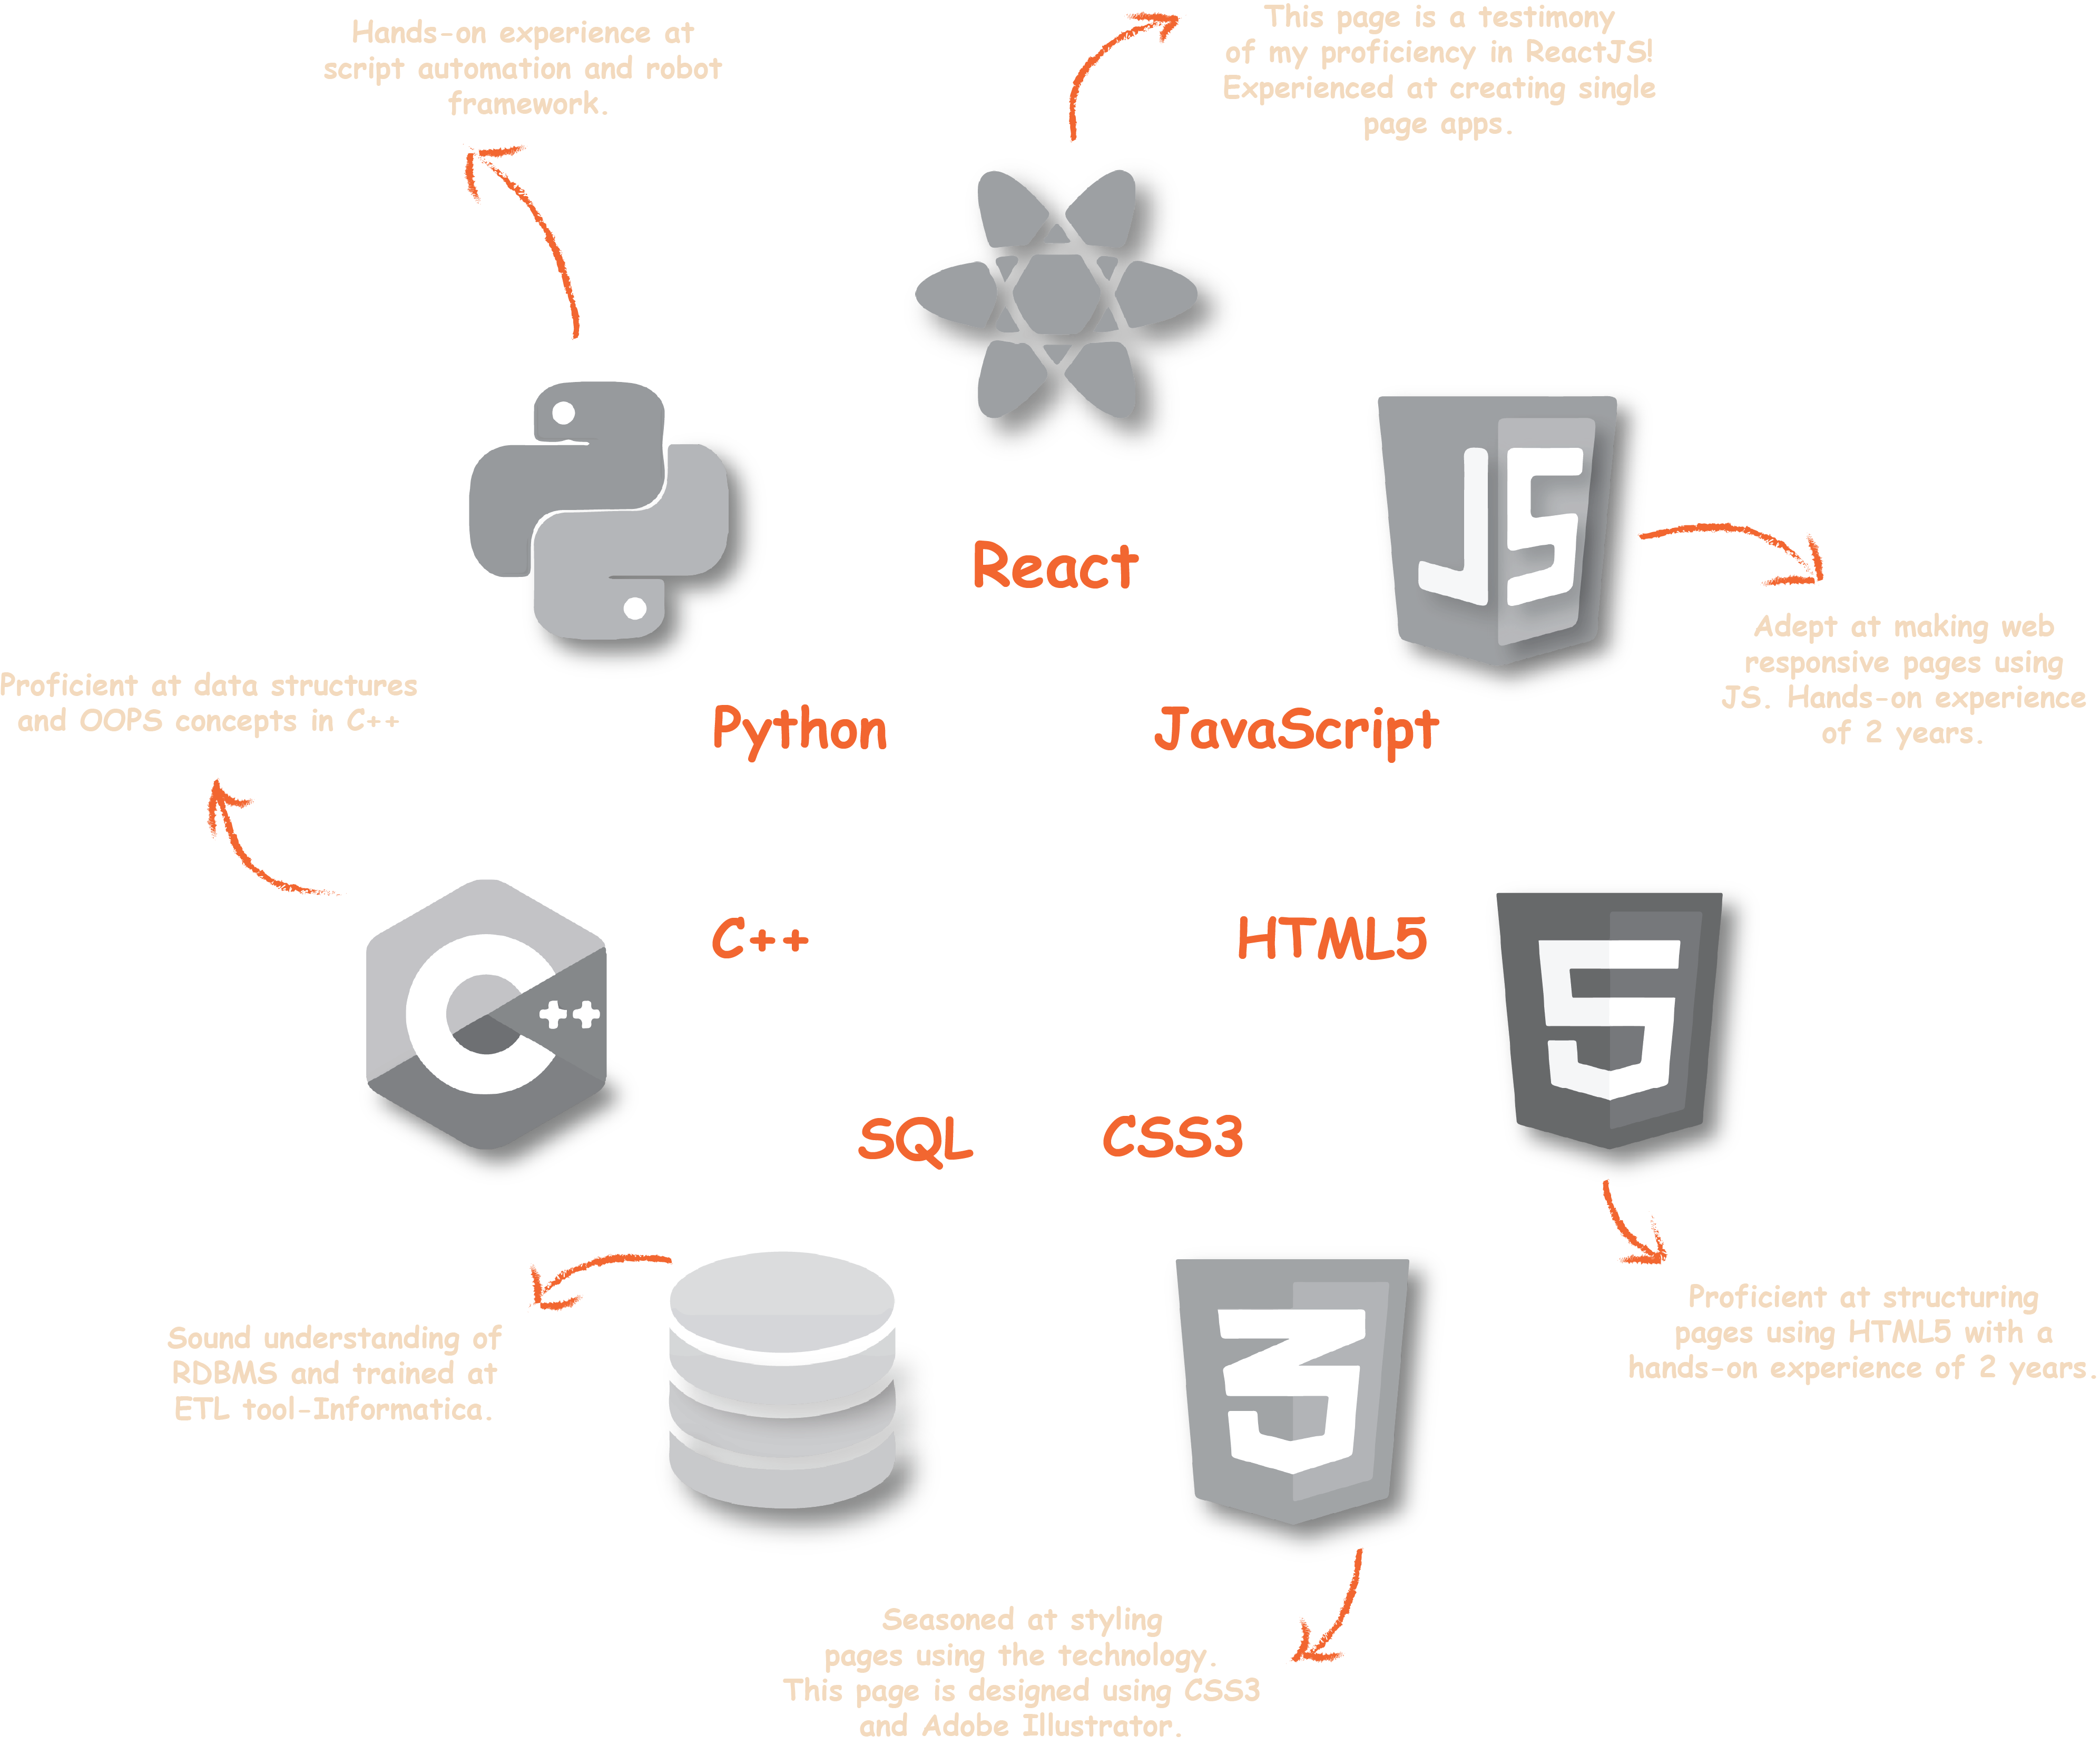 Hands-on experience at
script automation and robot
framework.
This page is a testimony
of my proficiency in ReactJS!
Experienced at creating single
page apps.
JS
React
Adept at making web
responsive pages using
JS. Hands-on experience
of 2 years.
Proficient at data structures
and OOPS concepts in C++
Python
JavaScript
C++
HTML5
C++
5
SQL
CSS3
Proficient at structuring
pages using HTML5 with a
hands-on experience of 2 years.
Sound understanding of
RDBMS and trained at
ETL tool-Informatica.
3
Seasoned at styling
pages using the technology.
This page is designed using CSS3
and Adobe Illustrator.